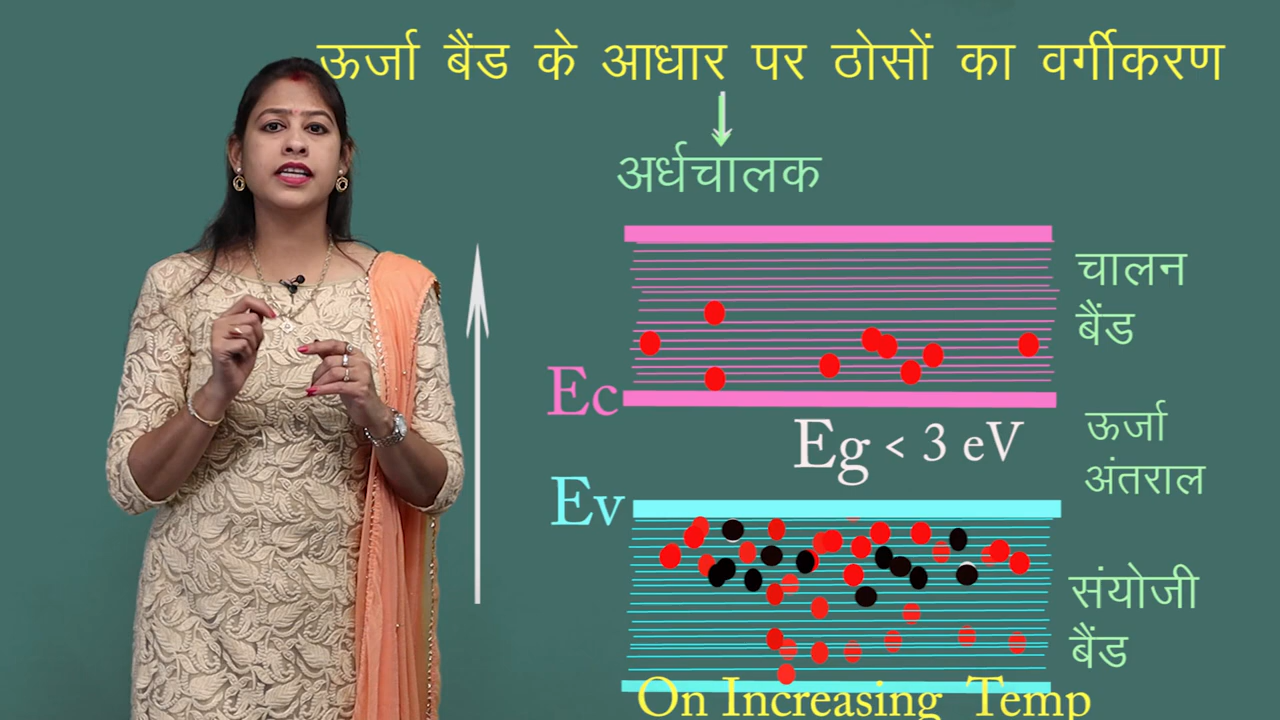 ऊर्जा बैंड के आधार पर ठोसों का वर्गीकरण
अर्धचालक
चालन
बैंड
Ec
Eg < 3 eV
ऊर्जा
अंतराल
Ev
संयोजी
बैंड
On Increasing Temp